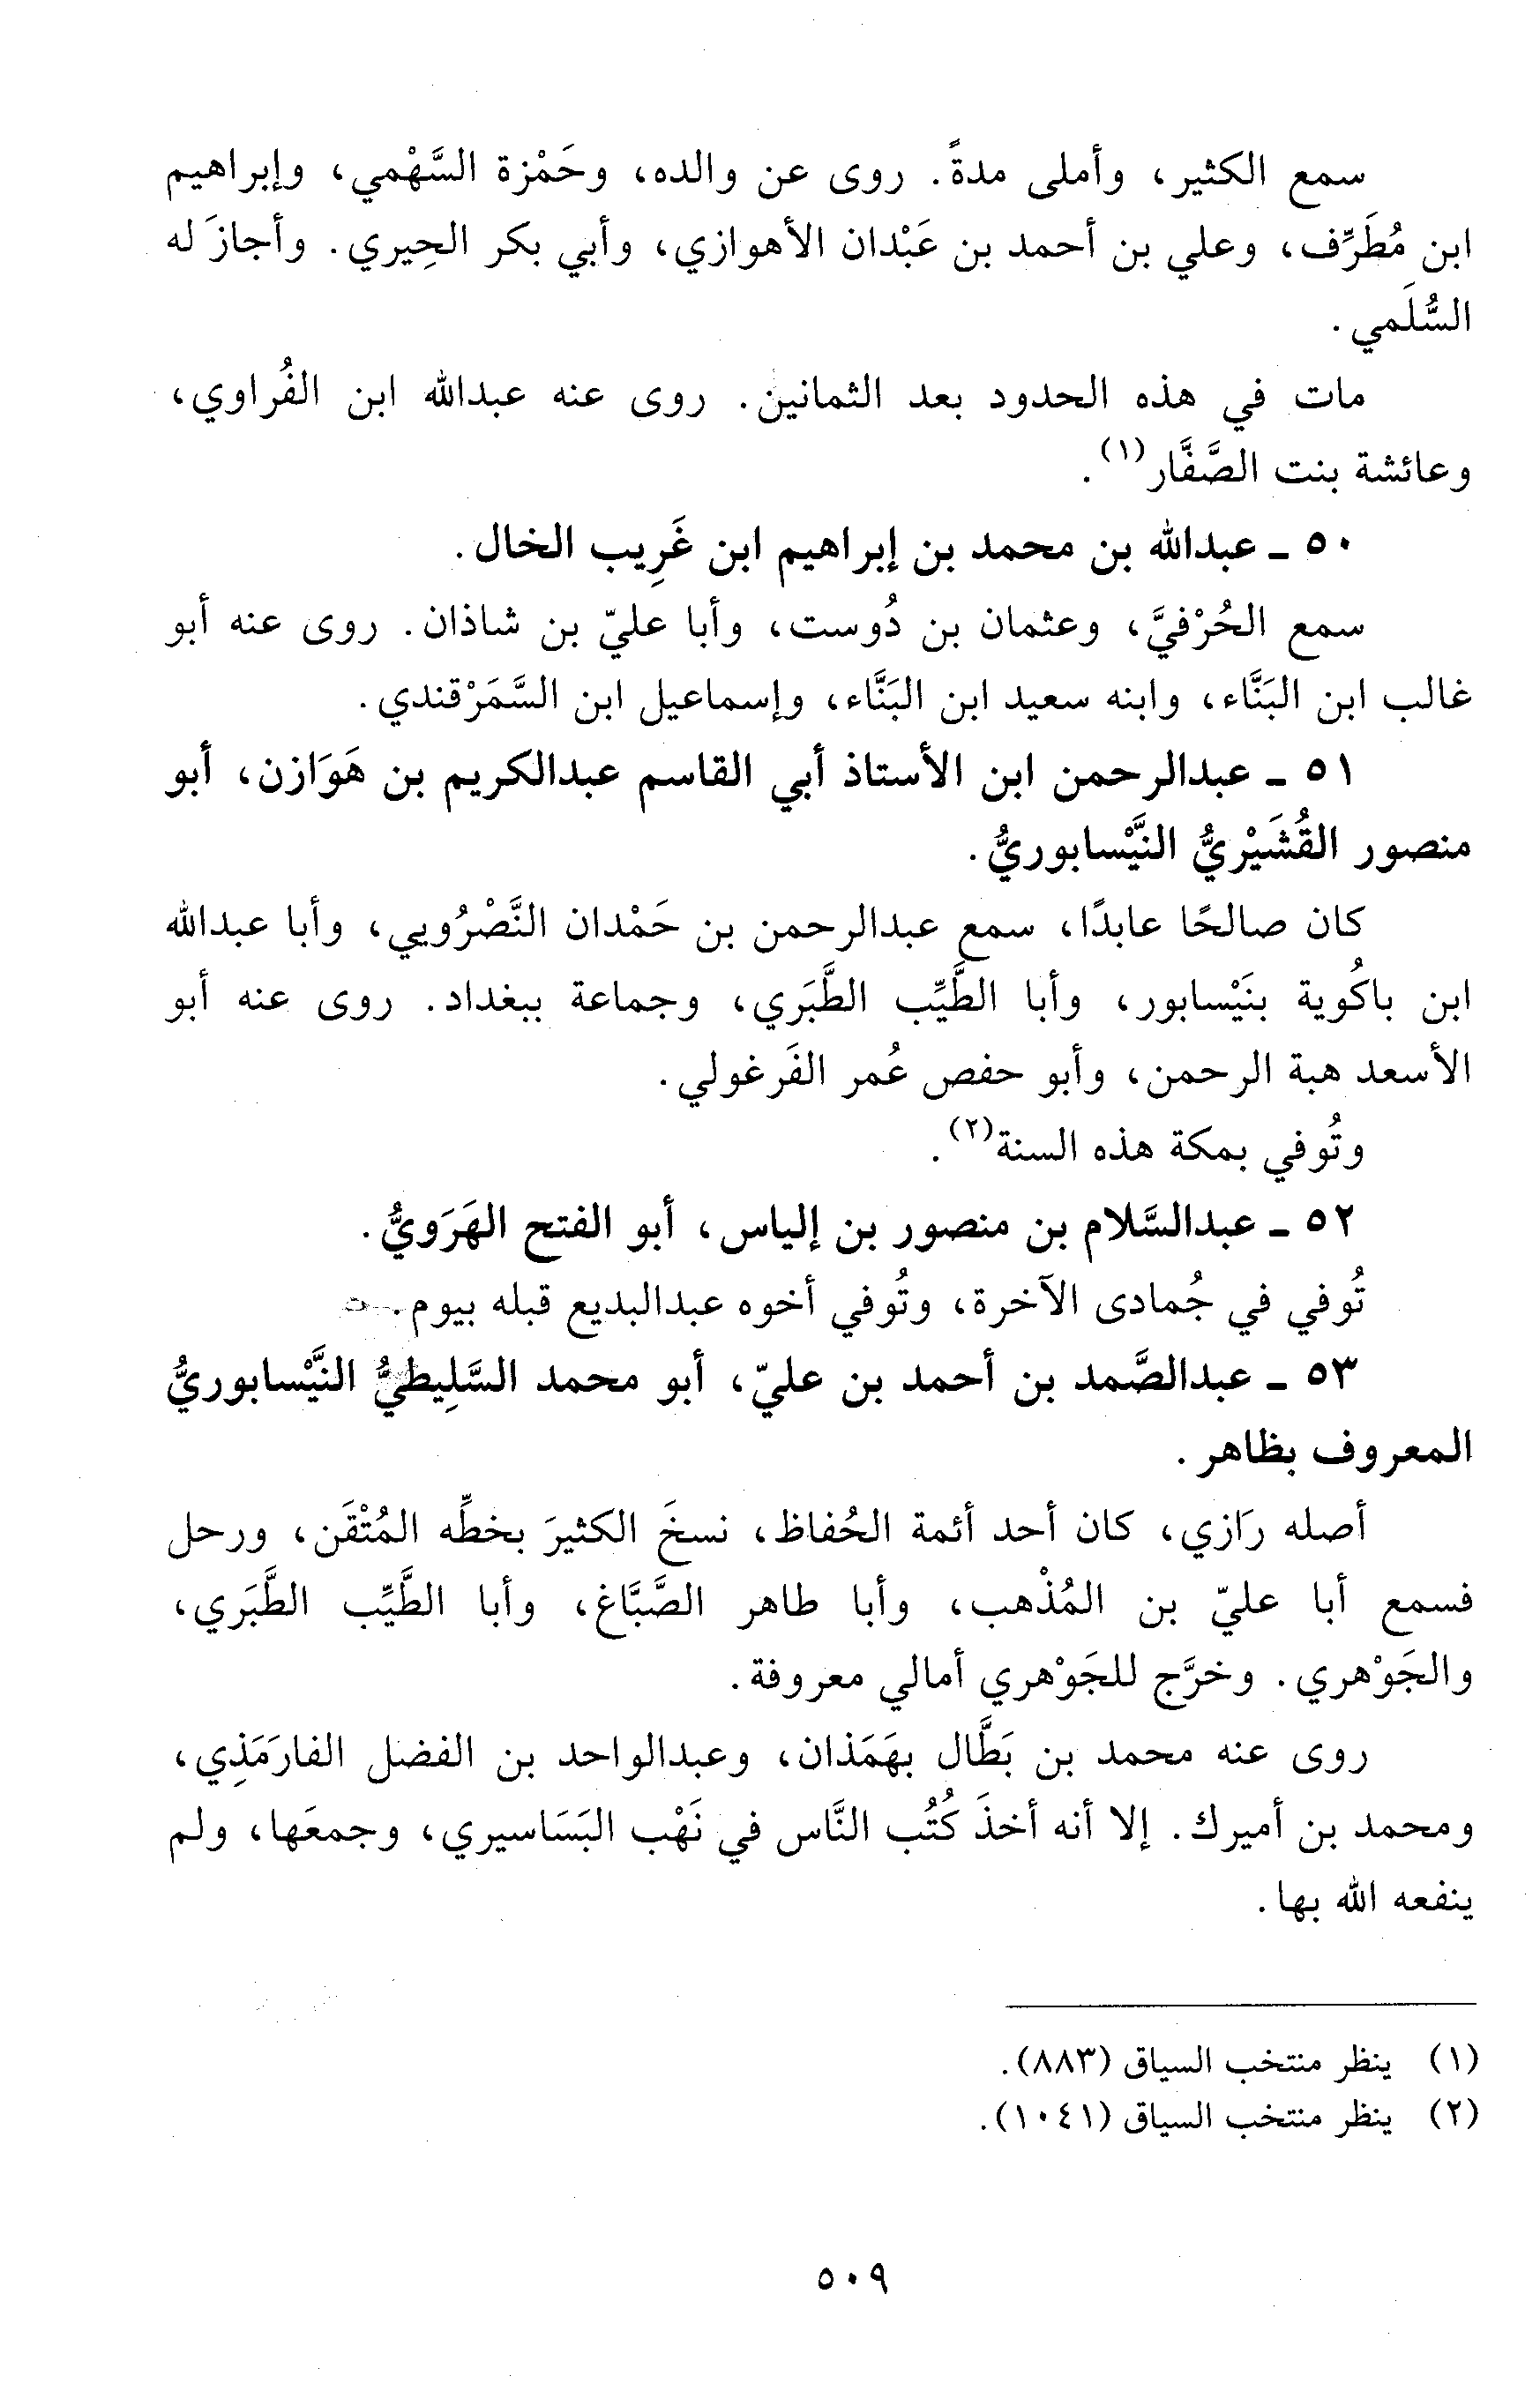 سمع الكثير، وأملى مدةً. روى عن والده، وحَمْزة السَّهْمي، وإبراهيم
ابن مُطَرِّف، وعلي بن أحمد بن عَبْدان الأهوازي، وأبي بكر الحِيري. وأجازَ له
السُّلَمي.
مات في هذه الحدود بعد الثمانين. روى عنه عبدالله ابن الفُراوي،
وعائشة بنت الصَّفَّار(١).
٥٠ ـ عبدالله بن محمد بن إبراهيم ابن غَرِيب الخال.
سمع الحُرْفيَّ، وعثمان بن دُوست، وأبا عليّ بن شاذان. روى عنه أبو
غالب ابن البَنَّاء، وابنه سعيد ابن البَنَّاء، وإسماعيل ابن السَّمَرْقندي.
٥١ ـ عبدالرحمن ابن الأستاذ أبي القاسم عبدالكريم بن هَوَازن، أبو
منصور القُشَيْريُّ النَّيْسابوريُّ.
كان صالحًا عابدًا، سمع عبدالرحمن بن حَمْدان النَّصْرُويي، وأبا عبدالله
ابن باكُوية بنَيْسابور، وأبا الطَّيِّب الطَّبَري، وجماعة ببغداد. روى عنه أبو
الأسعد هبة الرحمن، وأبو حفص عُمر الفَرغولي.
وتُوفي بمكة هذه السنة(٢).
٥٢ ـ عبدالسَّلام بن منصور بن إلياس، أبو الفتح الهَرَويُّ.
تُوفي في جُمادى الآخرة، وتُوفي أخوه عبدالبديع قبله بيوم.
٥٣ ـ عبدالصَّمد بن أحمد بن عليّ، أبو محمد السَّلِيطيُّ النَّيْسابوريُّ
المعروف بظاهر.
أصله رَازي، كان أحد أئمة الحُفاظ، نسخَ الكثيرَ بخطِّه المُتْقَن، ورحل
فسمع أبا عليّ بن المُذْهب، وأبا طاهر الصَّبَّاغ، وأبا الطَّيِّب الطَّبَري،
والجَوْهري. وخرَّج للجَوْهري أمالي معروفة.
روى عنه محمد بن بَطَّال بهَمَذان، وعبدالواحد بن الفضل الفارَمَذِي،
ومحمد بن أميرك. إلا أنه أخذَ كُتُب النَّاس في نَهْب البَسَاسيري، وجمعَها، ولم
ينفعه الله بها.
(١) ينظر منتخب السياق (٨٨٣).
(٢) ينظر منتخب السياق (١٠٤١).
٥٠٩